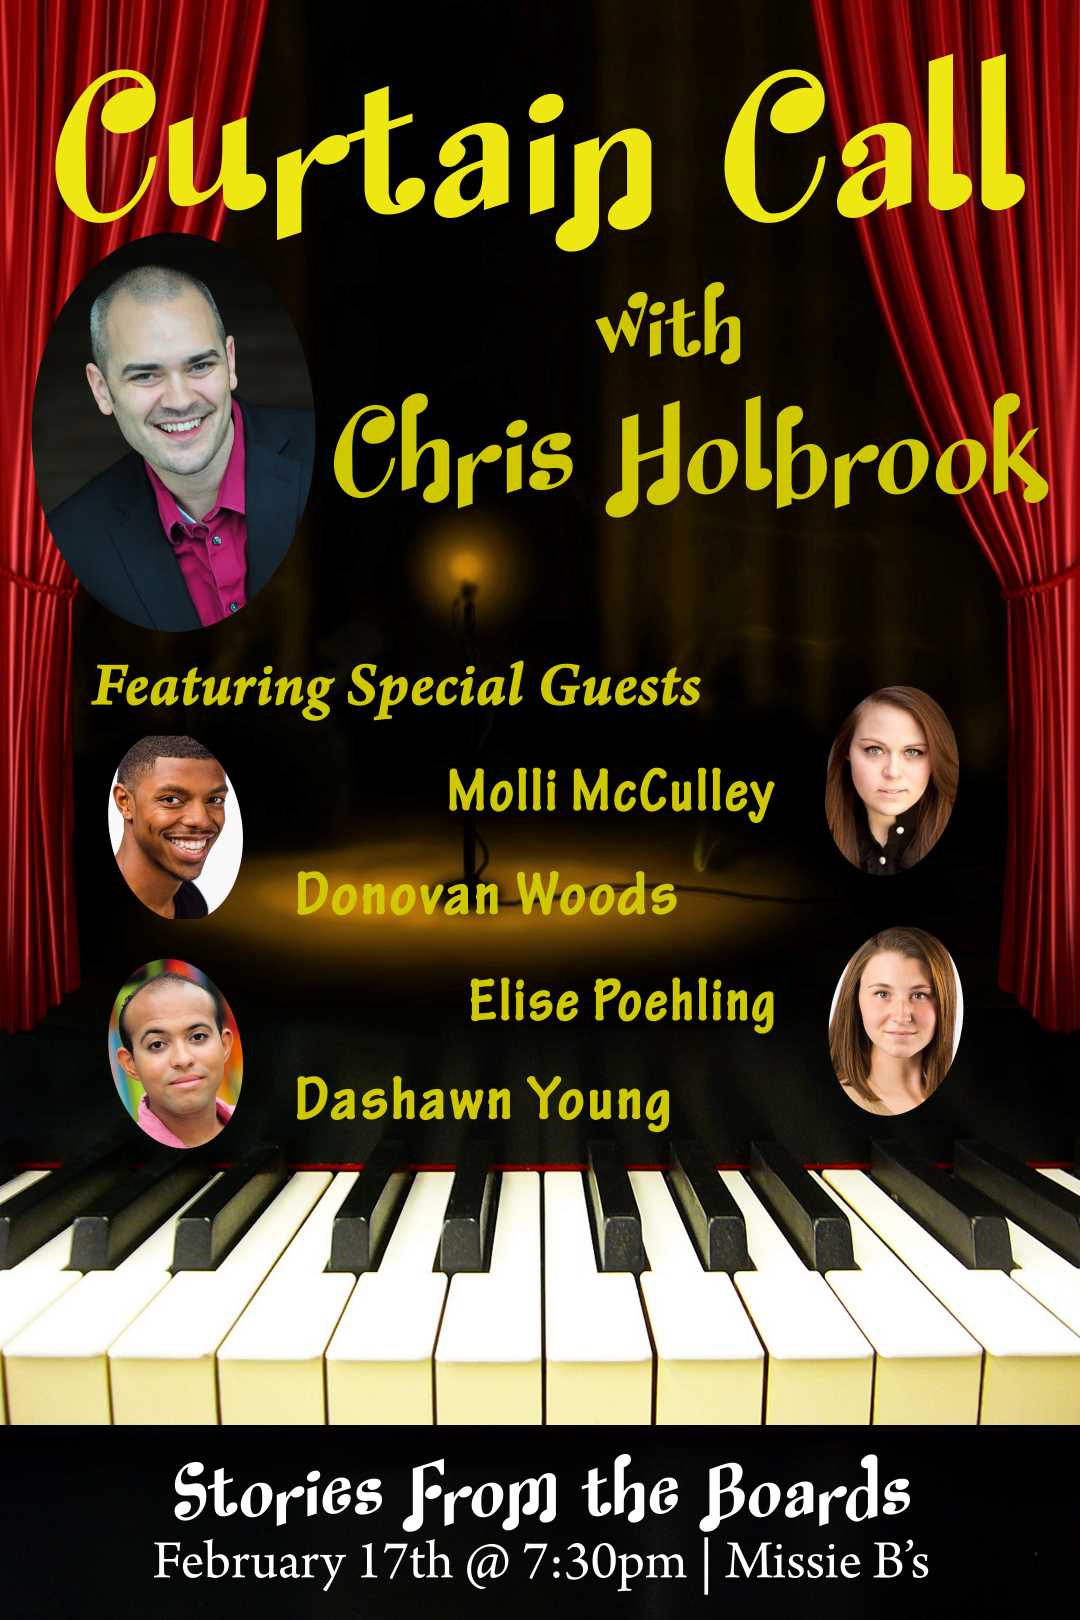 Curtain Call
with
Chris Holbrook
Featuring Special Guests
Molli McCulley
Donovan Woods
Elise Poehling
Dashawn Young
Stories From the Boards
February 17th @ 7:30pm | Missie B's